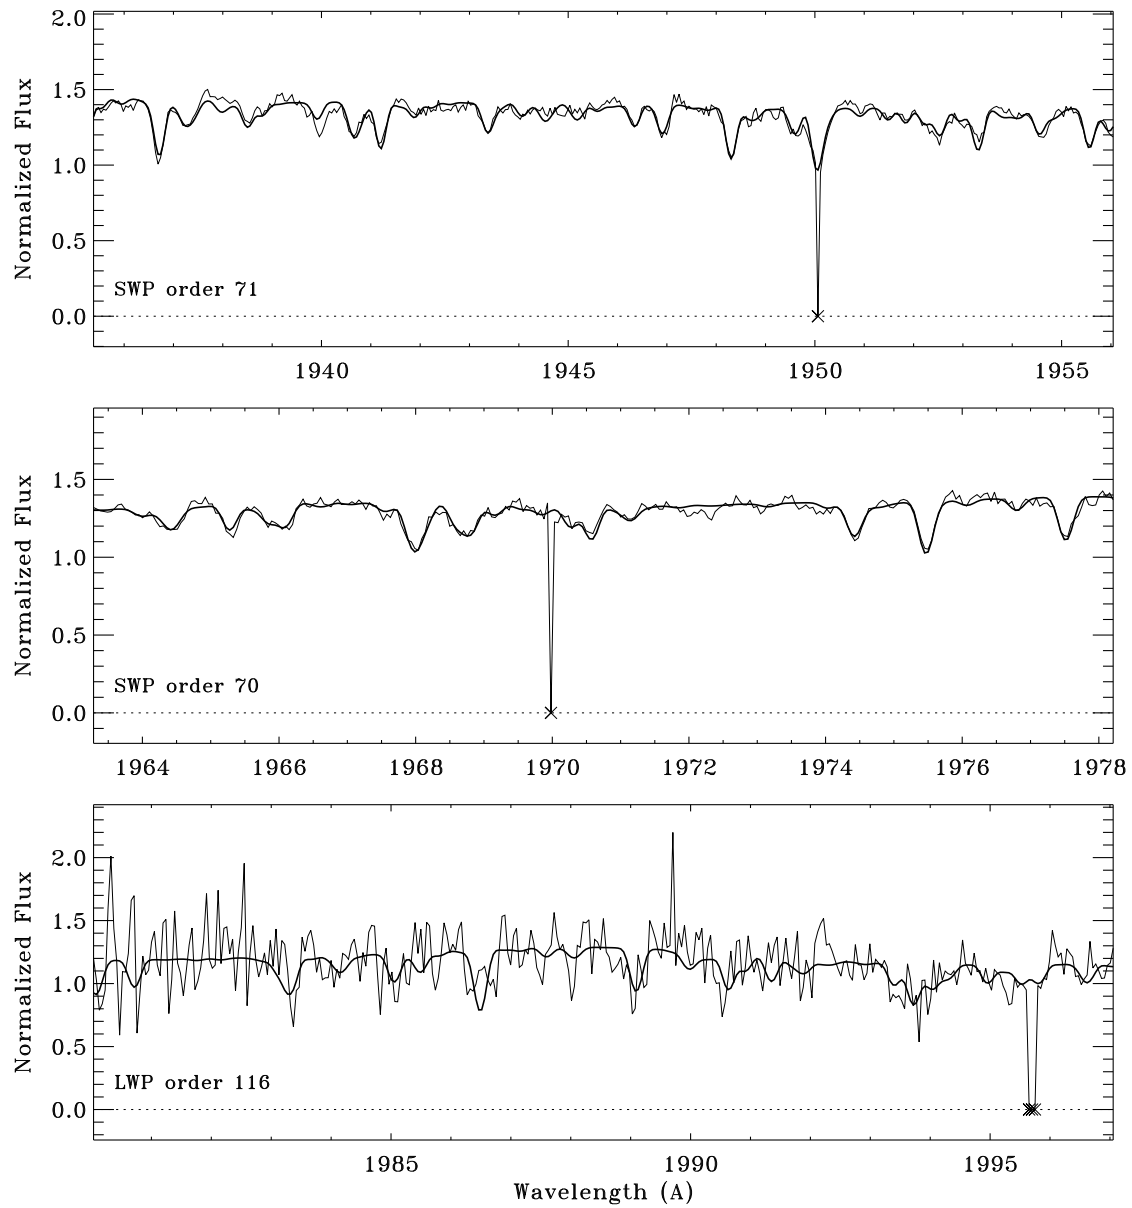 2.0
1.5
1.0
0.5
0.0
Normalized Flux
SWP order 71
1940 1945 1950 1955
1.5
1.0
0.5
0.0
Normalized Flux
SWP order 70
1964 1966 1968 1970 1972 1974 1976 1978
2.0
1.5
1.0
0.5
0.0
Normalized Flux
LWP order 116
1985 1990 1995
Wavelength (A)